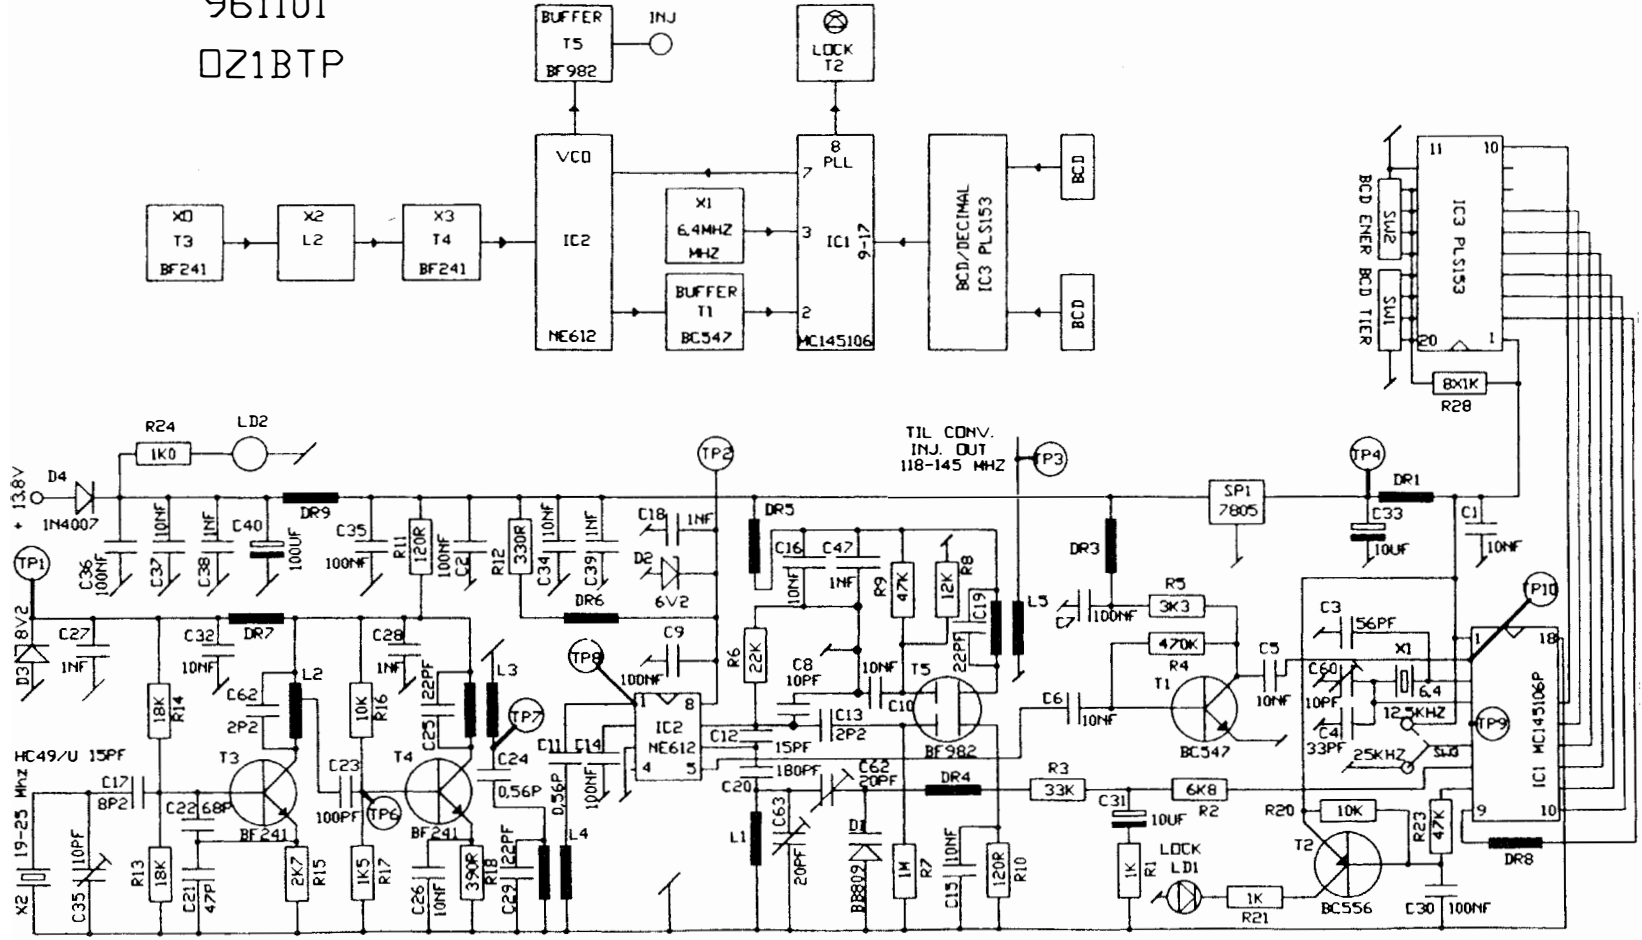 961101
OZ1BTP
BUFFER
T5
BF982
INJ
LOCK
T2
VCO
IC2
NE612
8
PLL
7
3
IC1
9-17
2
MC145106
X1
6,4MHZ
MHZ
BUFFER
T1
BC547
BCD/DECIMAL
IC3 PLS153
BCD
BCD
XO
T3
BF241
X2
L2
X3
T4
BF241
11
10
IC3 PLS153
20
1
BCD ENER
SW2
BCD TIER
SW1
8X1K
R28
R24
1K0
LD2
+ 13.8V
D4
1N4007
TP2
TIL CONV.
INJ. OUT
118-145 MHZ
TP3
TP4
SP1
7805
DR1
C33
10UF
C1
10NF
C36
100NF
C37
10NF
C38
1NF
C40
100UF
DR9
C35
100NF
R11
120R
100NF
C2
R12
330R
C34
10NF
C39
1NF
C18
1NF
D2
6V2
DR6
C9
100NF
DR5
C16
10NF
C47
1NF
R9
47K
R8
12K
C19
22PF
L5
DR3
C7
100NF
R5
3K3
470K
R4
TP1
D3
8V2
C27
1NF
C32
10NF
DR7
C28
1NF
18K
R14
C62
2P2
L2
10K
R16
C25
22PF
L3
TP7
TP8
1
8
IC2
NE612
4
5
R6
22K
C8
10PF
10NF
C10
T5
BF982
C12
15PF
C13
2P2
180PF
C20
C6
10NF
T1
BC547
C5
10NF
C3
56PF
C60
10PF
C4
33PF
X1
6,4
12,5KHZ
25KHZ
SW3
TP10
TP9
1
18
9
10
IC1 MC145106P
HC49/U 15PF
19-25 Mhz
X2
C35
10PF
C17
8P2
R13
18K
C22
68P
C21
47P
T3
BF241
2K7
R15
C23
100PF
TP6
1K5
R17
T4
BF241
C26
10NF
390R
R18
C24
0,56P
22PF
C29
C11
0,56P
C14
100NF
L4
L1
C63
20PF
C62
20PF
D1
BB809
DR4
1M
R7
10NF
C15
120R
R10
R3
33K
C31
10UF
1K
R1
6K8
R2
LOCK
LD1
1K
R21
R20
10K
T2
BC556
R23
47K
C30
100NF
DR8